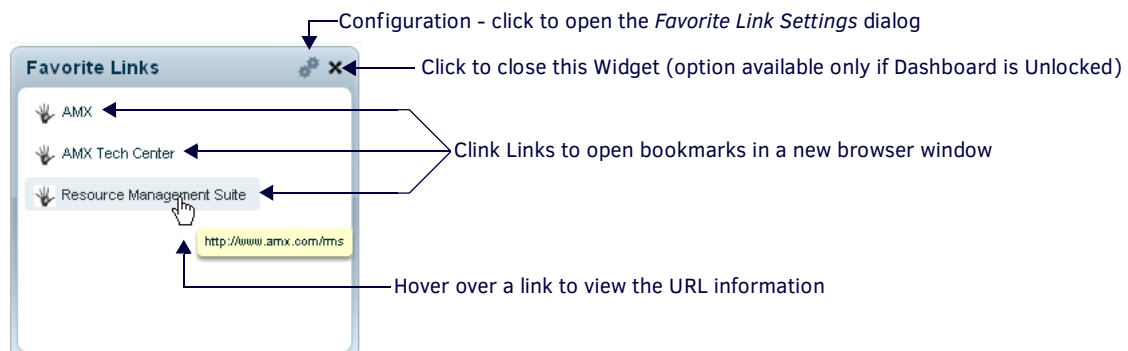 Configuration - click to open the Favorite Link Settings dialog
Favorite Links
Click to close this Widget (option available only if Dashboard is Unlocked)
AMX
AMX Tech Center
Clink Links to open bookmarks in a new browser window
Resource Management Suite
http://www.amx.com/rms
Hover over a link to view the URL information